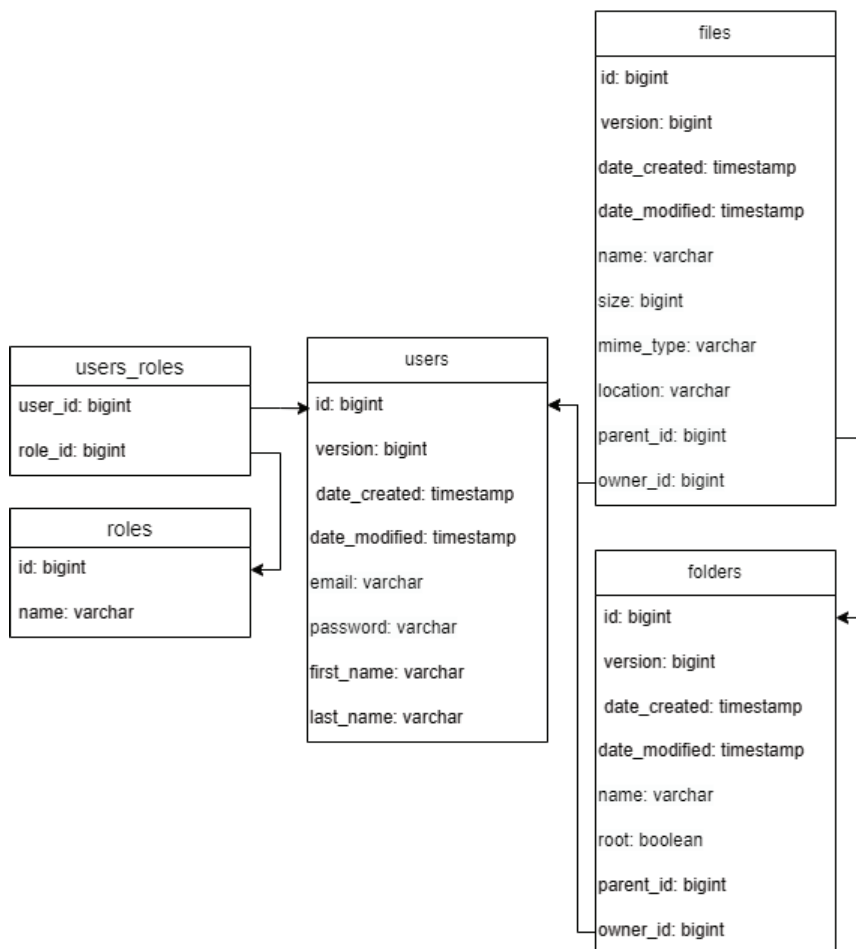 files
id: bigint
version: bigint
date_created: timestamp
date_modified: timestamp
name: varchar
size: bigint
mime_type: varchar
location: varchar
parent_id: bigint
owner_id: bigint
users_roles
user_id: bigint
role_id: bigint
roles
id: bigint
name: varchar
users
id: bigint
version: bigint
date_created: timestamp
date_modified: timestamp
email: varchar
password: varchar
first_name: varchar
last_name: varchar
folders
id: bigint
version: bigint
date_created: timestamp
date_modified: timestamp
name: varchar
root: boolean
parent_id: bigint
owner_id: bigint